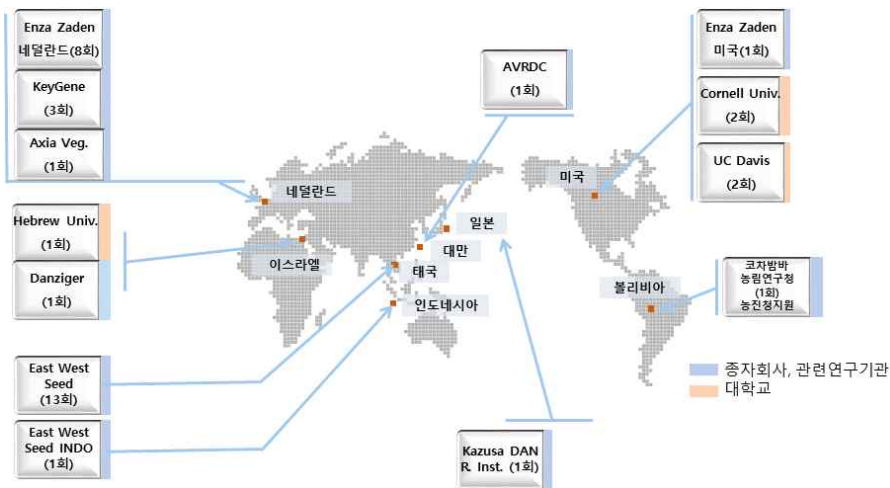 Enza Zaden
네덜란드(8회)
KeyGene
(3회)
Axia Veg.
(1회)
AVRDC
(1회)
Enza Zaden
미국(1회)
Cornell Univ.
(2회)
UC Davis
(2회)
네덜란드
미국
일본
대만
이스라엘
태국
인도네시아
볼리비아
Hebrew Univ.
(1회)
Danziger
(1회)
코차밤바
농림연구청
(1회)
농진청지원
East West
Seed
(13회)
East West
Seed INDO
(1회)
Kazusa DAN
R. Inst. (1회)
종자회사, 관련연구기관
대학교